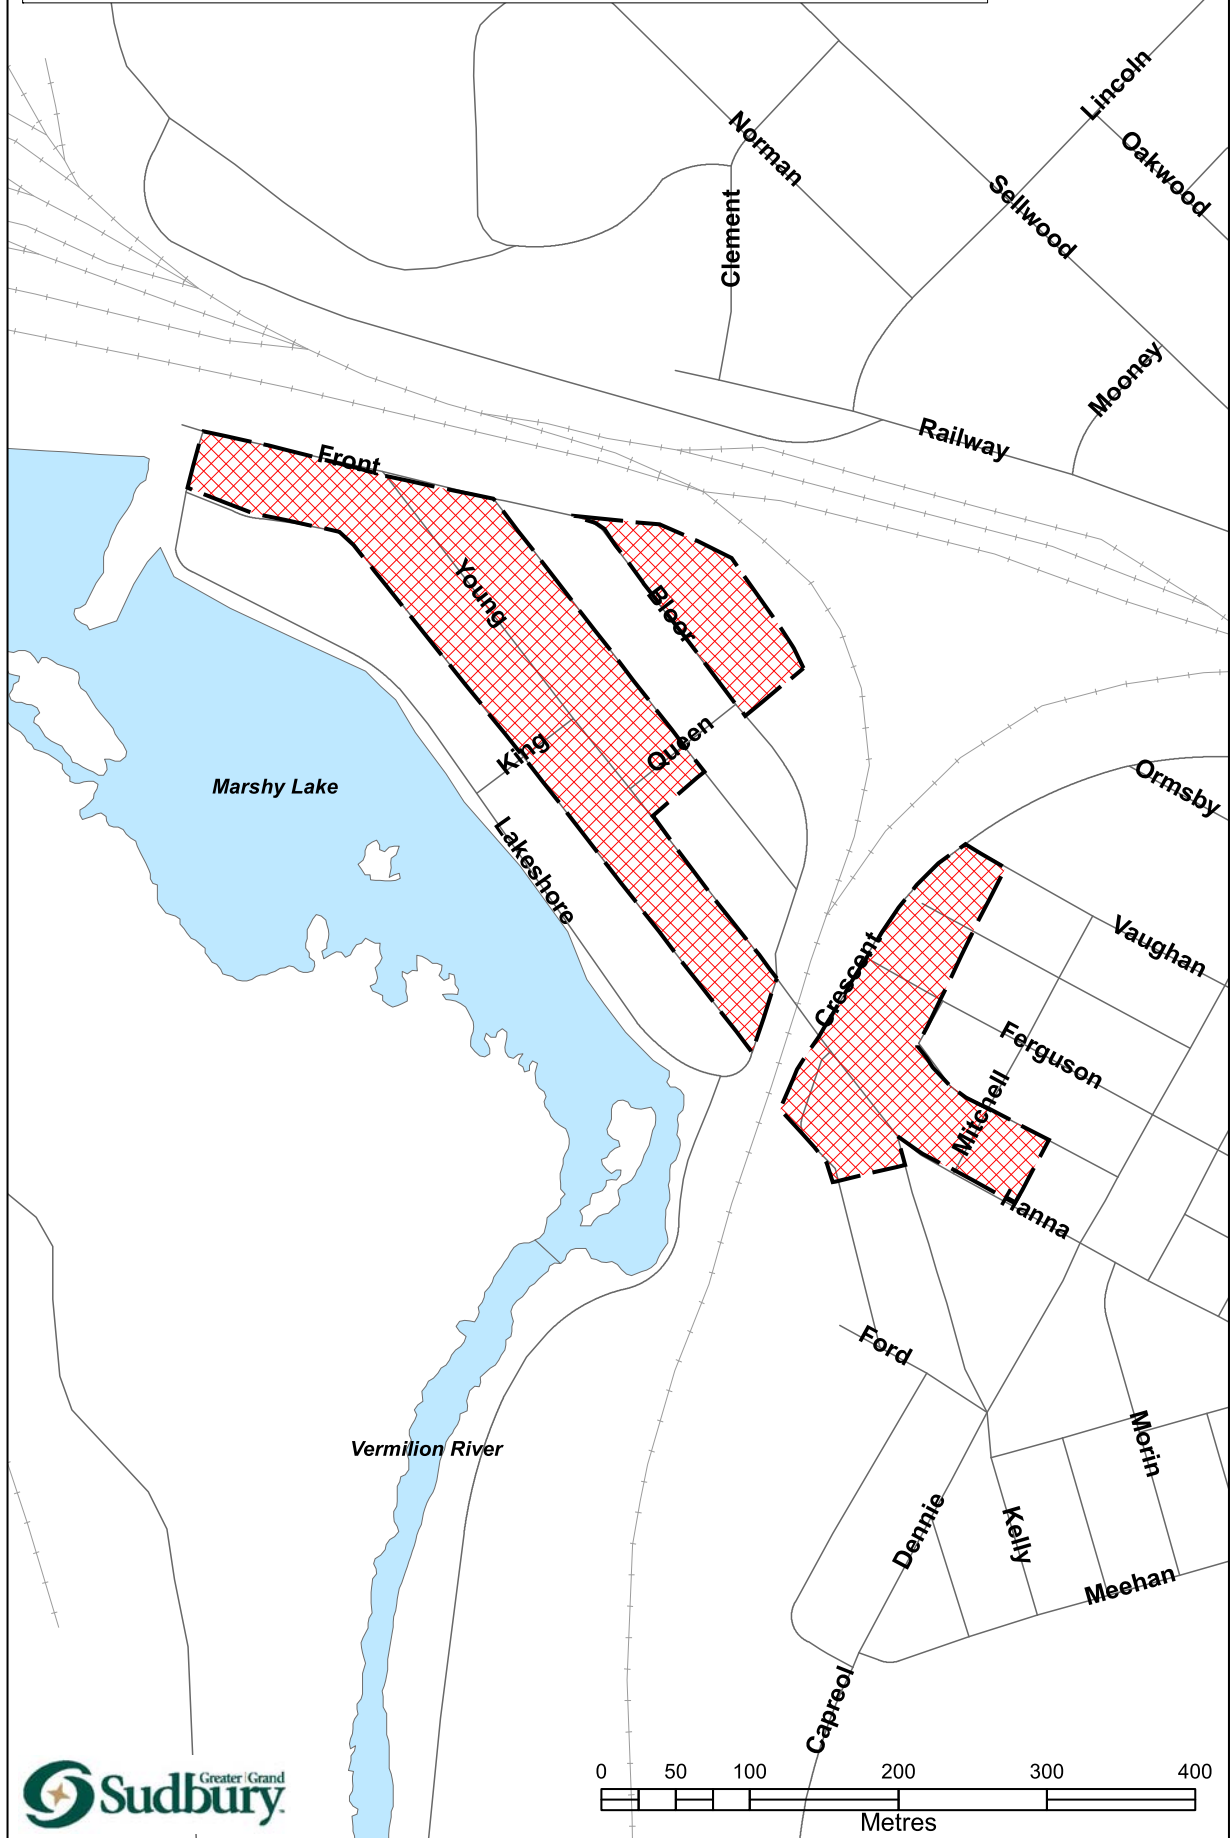 Lincoln
Norman
Oakwood
Sellwood
Clement
Mooney
Railway
Front
Young
Bloor
Queen
King
Marshy Lake
Ormsby
Lakeshore
Vaughan
Crescent
Ferguson
Mitchell
Hanna
Ford
Morin
Vermilion River
Dennie
Kelly
Meehan
Capreol
Greater Grand
Sudbury
0 50 100 200 300 400
Metres